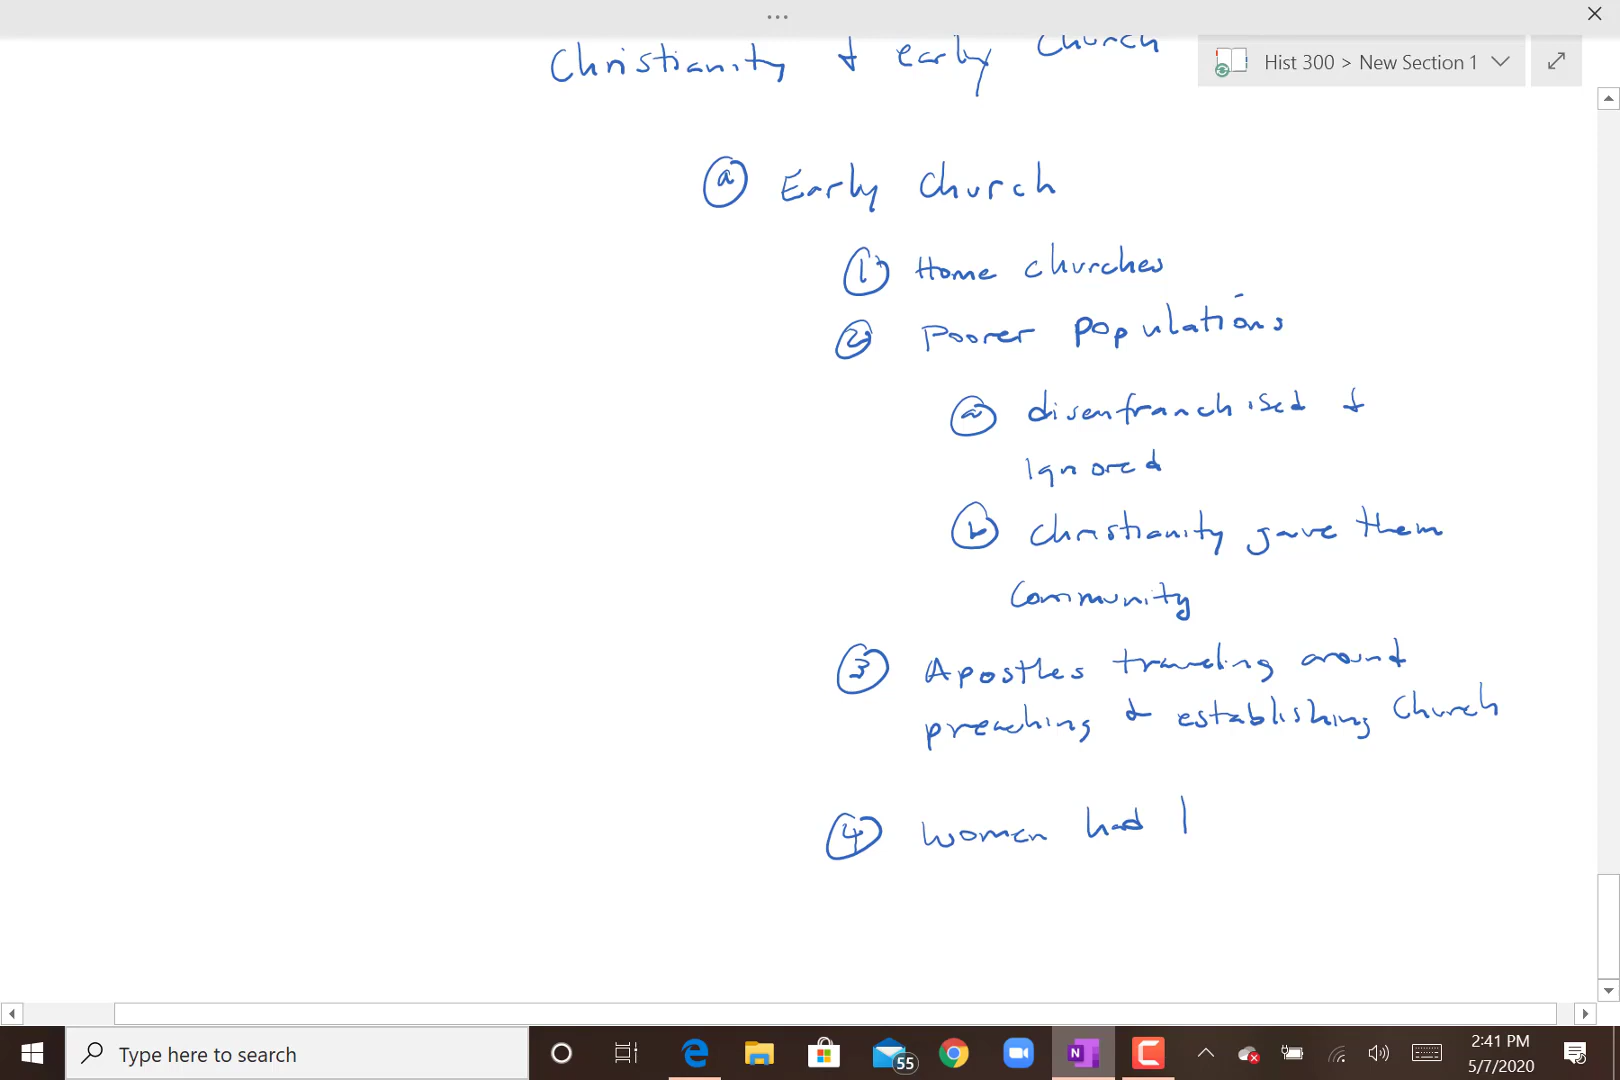 Christianity & early Church
Hist 300 > New Section 1
a Early Church
1 Home churches
2 Poorer populations
a disenfranchised &
ignored
b Christianity gave them
community
3 Apostles traveling around
preaching & establishing Church
4 women had l
Type here to search
55
N
2:41 PM
5/7/2020